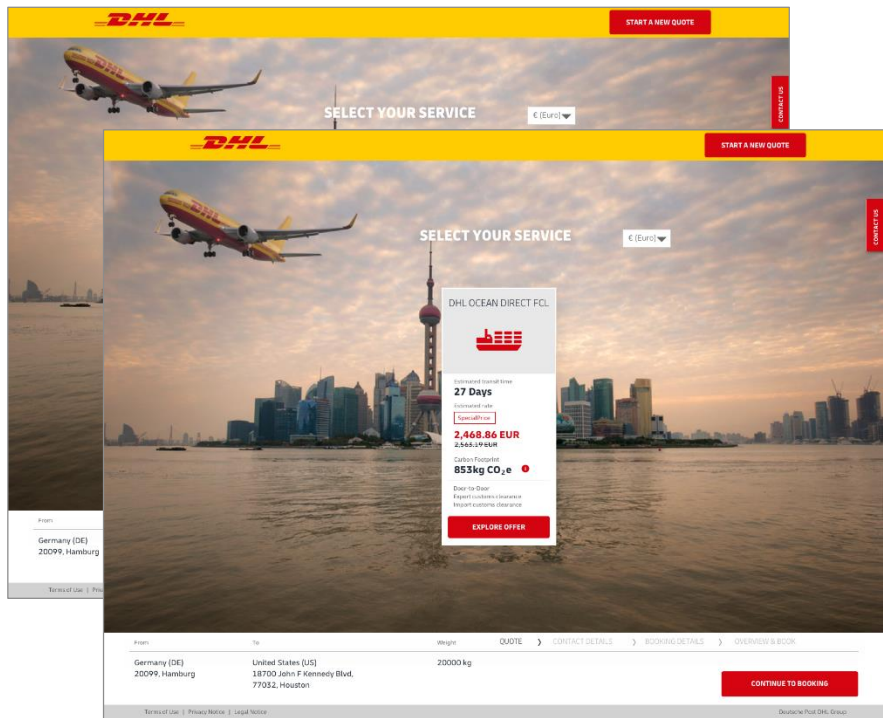 DHL
START A NEW QUOTE
SELECT YOUR SERVICE
€ (Euro)
CONTACT US
From
Germany (DE)
20099, Hamburg
Terms of Use | Priv
DHL
START A NEW QUOTE
SELECT YOUR SERVICE
€ (Euro)
CONTACT US
DHL OCEAN DIRECT FCL
Estimated transit time
27 Days
Estimated rate
SpecialPrice
2,468.86 EUR
2,563.19 EUR
Carbon Footprint
853kg CO₂e
Door-to-Door
Export customs clearance
Import customs clearance
EXPLORE OFFER
From To Weight QUOTE ❯ CONTACT DETAILS ❯ BOOKING DETAILS ❯ OVERVIEW & BOOK
Germany (DE) United States (US) 20000 kg
20099, Hamburg 18700 John F Kennedy Blvd,
77032, Houston
CONTINUE TO BOOKING
Terms of Use | Privacy Notice | Legal Notice Deutsche Post DHL Group